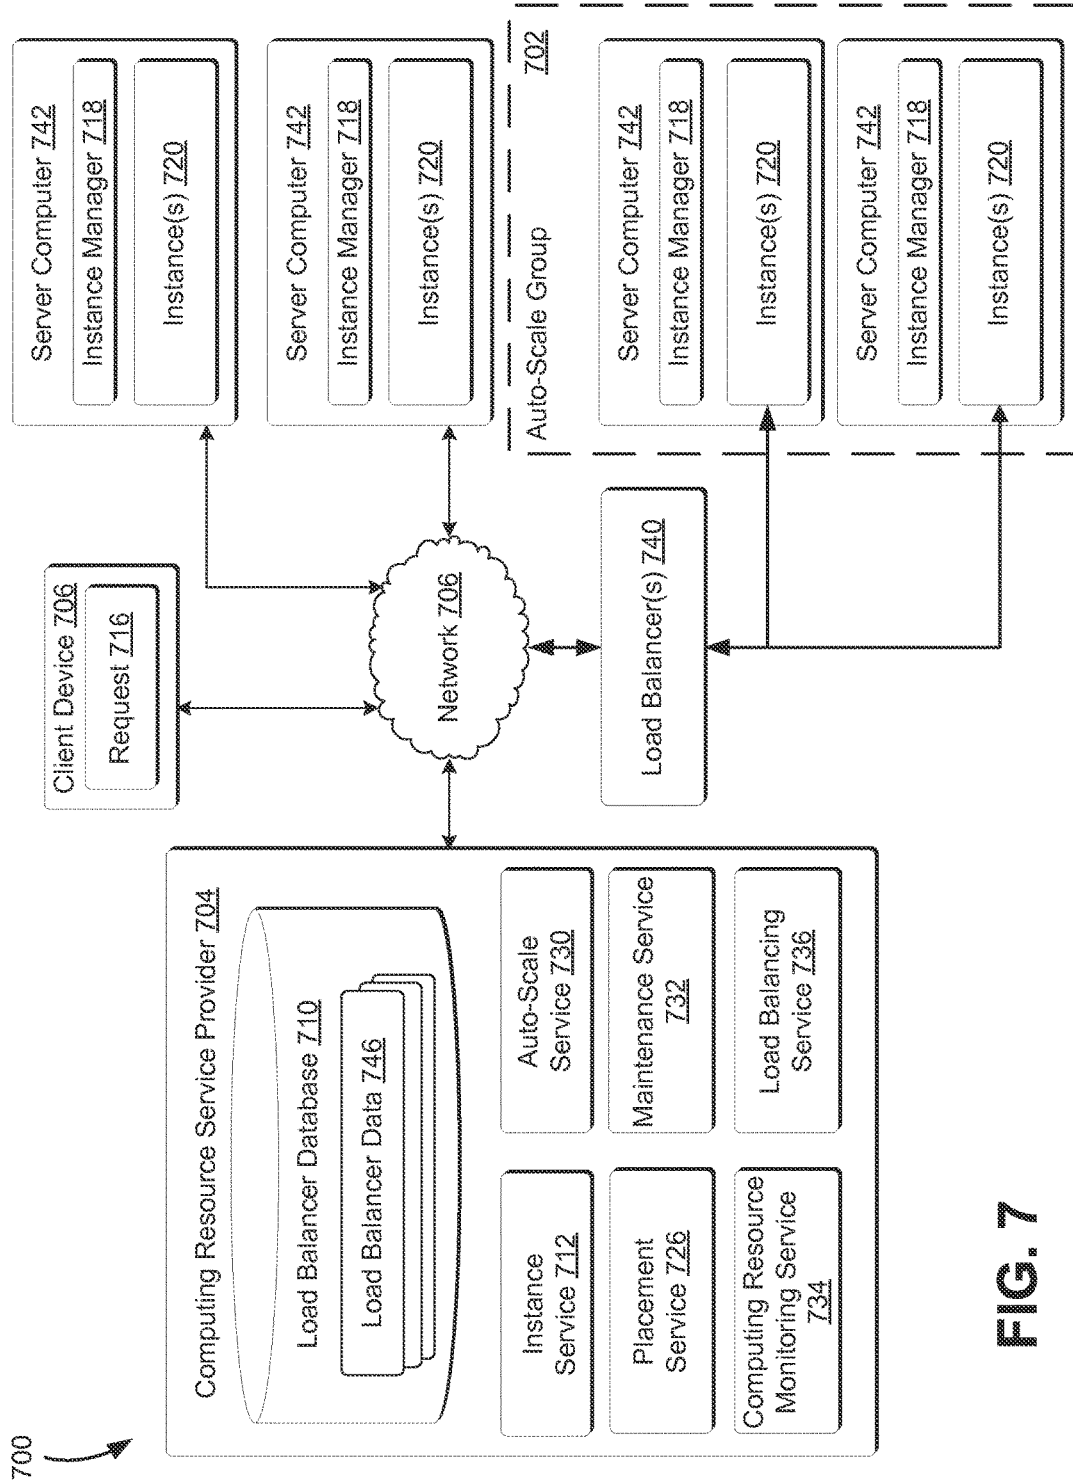 700
Computing Resource Service Provider 704
Load Balancer Database 710
Load Balancer Data 746
Instance
Service 712
Auto-Scale
Service 730
Placement
Service 726
Maintenance Service
732
Computing Resource
Monitoring Service
734
Load Balancing
Service 736
Client Device 706
Request 716
Network 706
Load Balancer(s) 740
Server Computer 742
Instance Manager 718
Instance(s) 720
Server Computer 742
Instance Manager 718
Instance(s) 720
Auto-Scale Group
702
Server Computer 742
Instance Manager 718
Instance(s) 720
Server Computer 742
Instance Manager 718
Instance(s) 720
FIG. 7